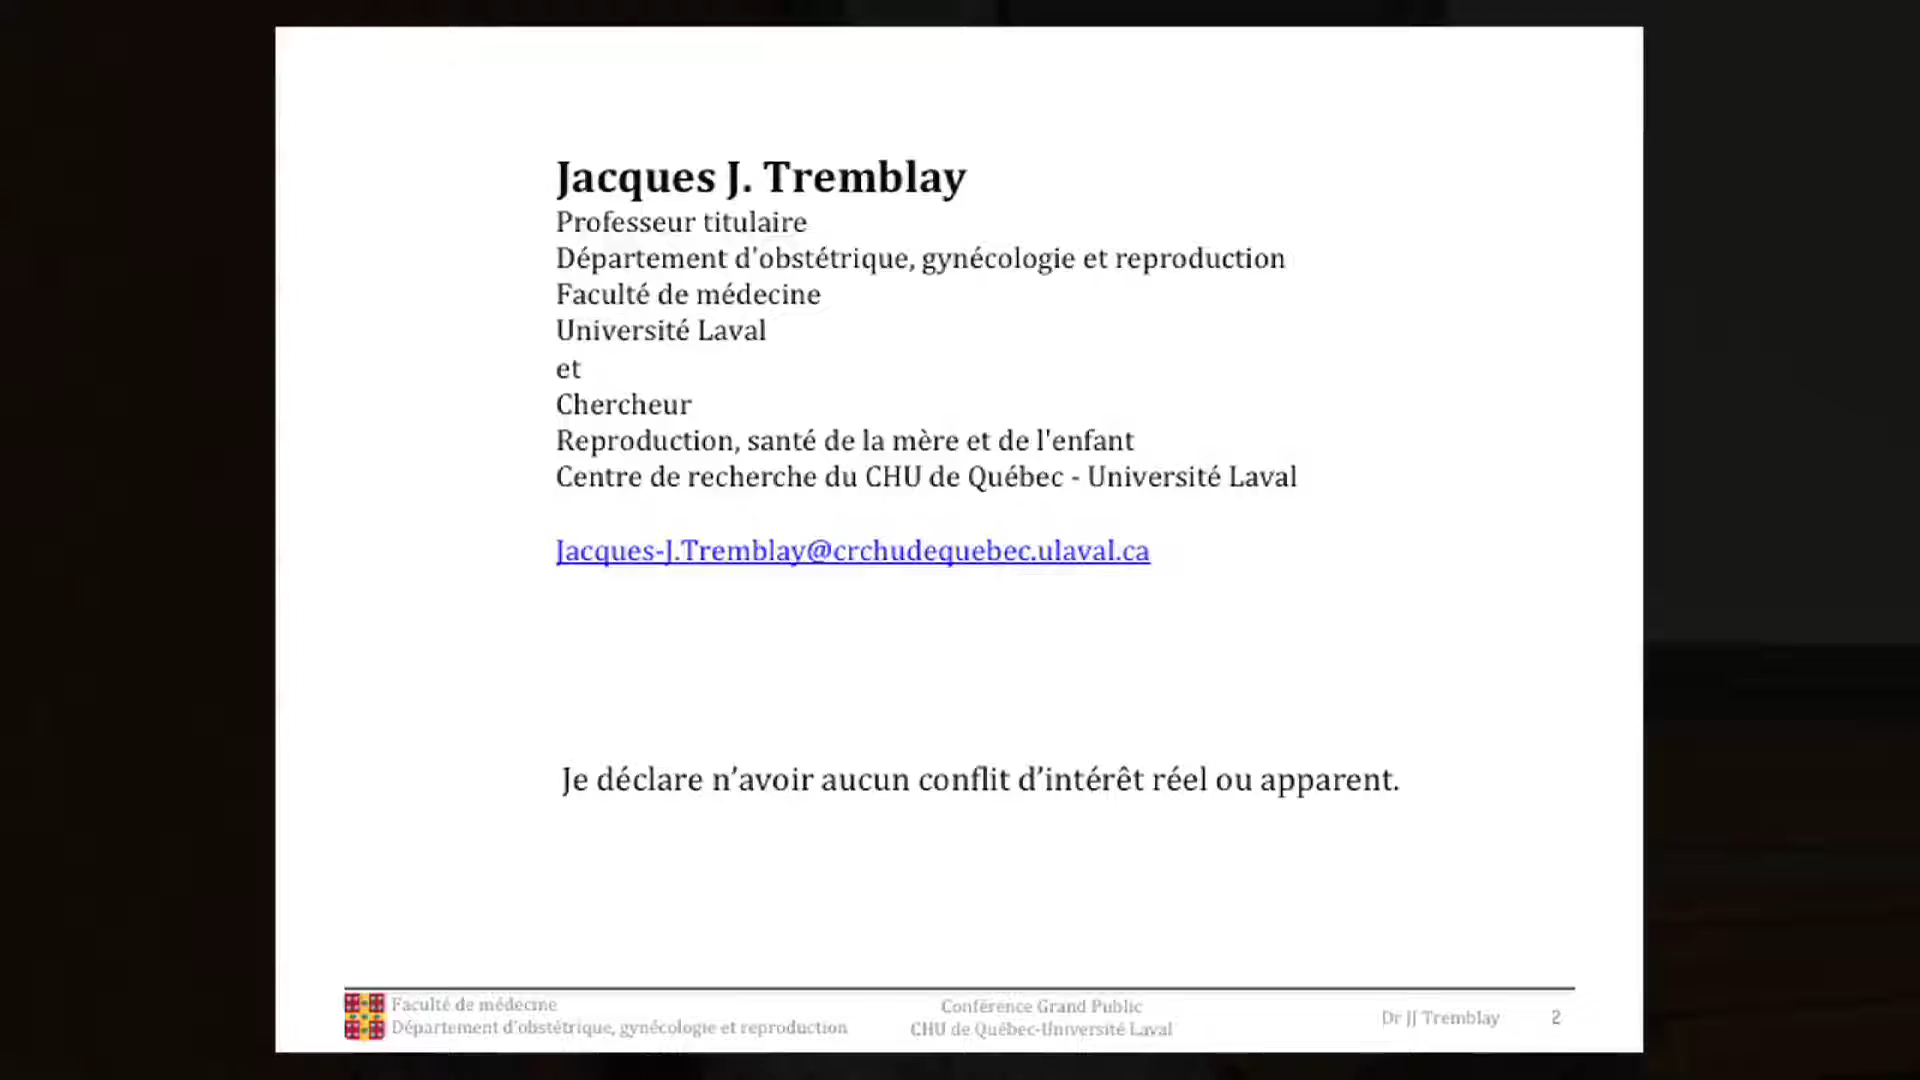 Jacques J. Tremblay
Professeur titulaire
Département d'obstétrique, gynécologie et reproduction
Faculté de médecine
Université Laval
et
Chercheur
Reproduction, santé de la mère et de l'enfant
Centre de recherche du CHU de Québec - Université Laval
Jacques-J.Tremblay@crchudequebec.ulaval.ca
Je déclare n’avoir aucun conflit d’intérêt réel ou apparent.
Faculté de médecine
Département d'obstétrique, gynécologie et reproduction
Conférence Grand Public
CHU de Québec-Université Laval
Dr JJ Tremblay
2